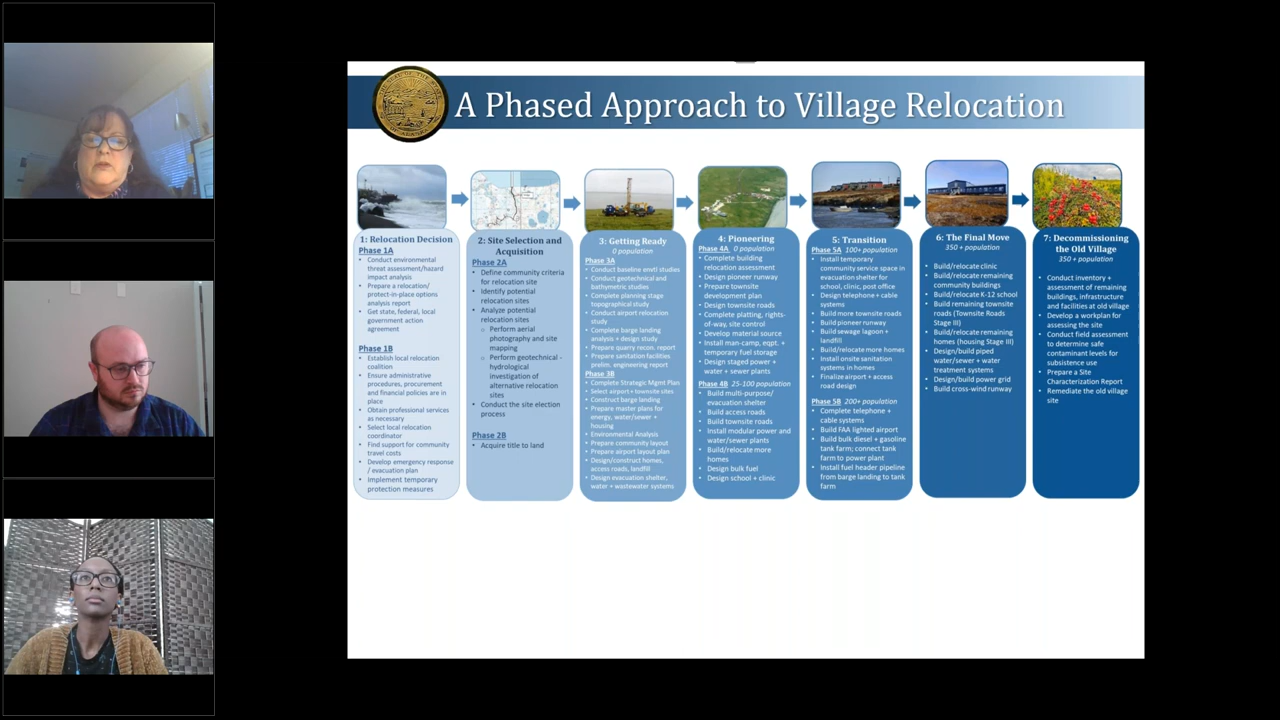 A Phased Approach to Village Relocation
1: Relocation Decision
Phase 1A
• Conduct environmental
threat assessment/hazard
impact analysis
• Prepare a relocation/
protect-in-place options
analysis report
• Get state, federal, local
government action
agreement
Phase 1B
• Establish local relocation
coalition
• Ensure administrative
procedures, procurement
and financial policies are in
place
• Obtain professional services
as necessary
• Select local relocation
coordinator
• Find support for community
travel costs
• Develop emergency response
/ evacuation plan
• Implement temporary
protection measures
2: Site Selection and
Acquisition
Phase 2A
• Define community criteria
for relocation site
• Identify potential
relocation sites
• Analyze potential
relocation sites
o Perform aerial
photography and site
mapping
o Perform geotechnical -
hydrological
investigation of
alternative relocation
sites
• Conduct the site election
process
Phase 2B
• Acquire title to land
3: Getting Ready
0 population
Phase 3A
• Conduct baseline envtl studies
• Conduct geotechnical and
bathymetric studies
• Complete planning stage
topographical study
• Conduct airport relocation
study
• Complete barge landing
analysis + design study
• Prepare quarry recon. report
• Prepare sanitation facilities
prelim. engineering report
Phase 3B
• Complete Strategic Mgmt Plan
• Select airport + townsite sites
• Construct barge landing
• Prepare master plans for
energy, water/sewer +
housing
• Environmental Analysis
• Prepare community layout
• Prepare airport layout plan
• Design/construct homes,
access roads, landfill
• Design evacuation shelter,
water + wastewater systems
4: Pioneering
Phase 4A 0 population
• Complete building
relocation assessment
• Design pioneer runway
• Prepare townsite
development plan
• Design townsite roads
• Complete platting, rights-
of-way, site control
• Develop material source
• Install man-camp, eqpt. +
temporary fuel storage
• Design staged power +
water + sewer plants
Phase 4B 25-100 population
• Build multi-purpose/
evacuation shelter
• Build access roads
• Build townsite roads
• Install modular power and
water/sewer plants
• Build/relocate more
homes
• Design bulk fuel
• Design school + clinic
5: Transition
Phase 5A 100+ population
• Install temporary
community service space in
evacuation shelter for
school, clinic, post office
• Design telephone + cable
systems
• Build more townsite roads
• Build pioneer runway
• Build sewage lagoon +
landfill
• Build/relocate more homes
• Install onsite sanitation
systems in homes
• Finalize airport + access
road design
Phase 5B 200+ population
• Complete telephone +
cable systems
• Build FAA lighted airport
• Build bulk diesel + gasoline
tank farm; connect tank
farm to power plant
• Install fuel header pipeline
from barge landing to tank
farm
6: The Final Move
350 + population
• Build/relocate clinic
• Build/relocate remaining
community buildings
• Build/relocate K-12 school
• Build remaining townsite
roads (Townsite Roads
Stage III)
• Build/relocate remaining
homes (housing Stage III)
• Design/build piped
water/sewer + water
treatment systems
• Design/build power grid
• Build cross-wind runway
7: Decommissioning
the Old Village
350 + population
• Conduct inventory +
assessment of remaining
buildings, infrastructure
and facilities at old village
• Develop a workplan for
assessing the site
• Conduct field assessment
to determine safe
contaminant levels for
subsistence use
• Prepare a Site
Characterization Report
• Remediate the old village
site